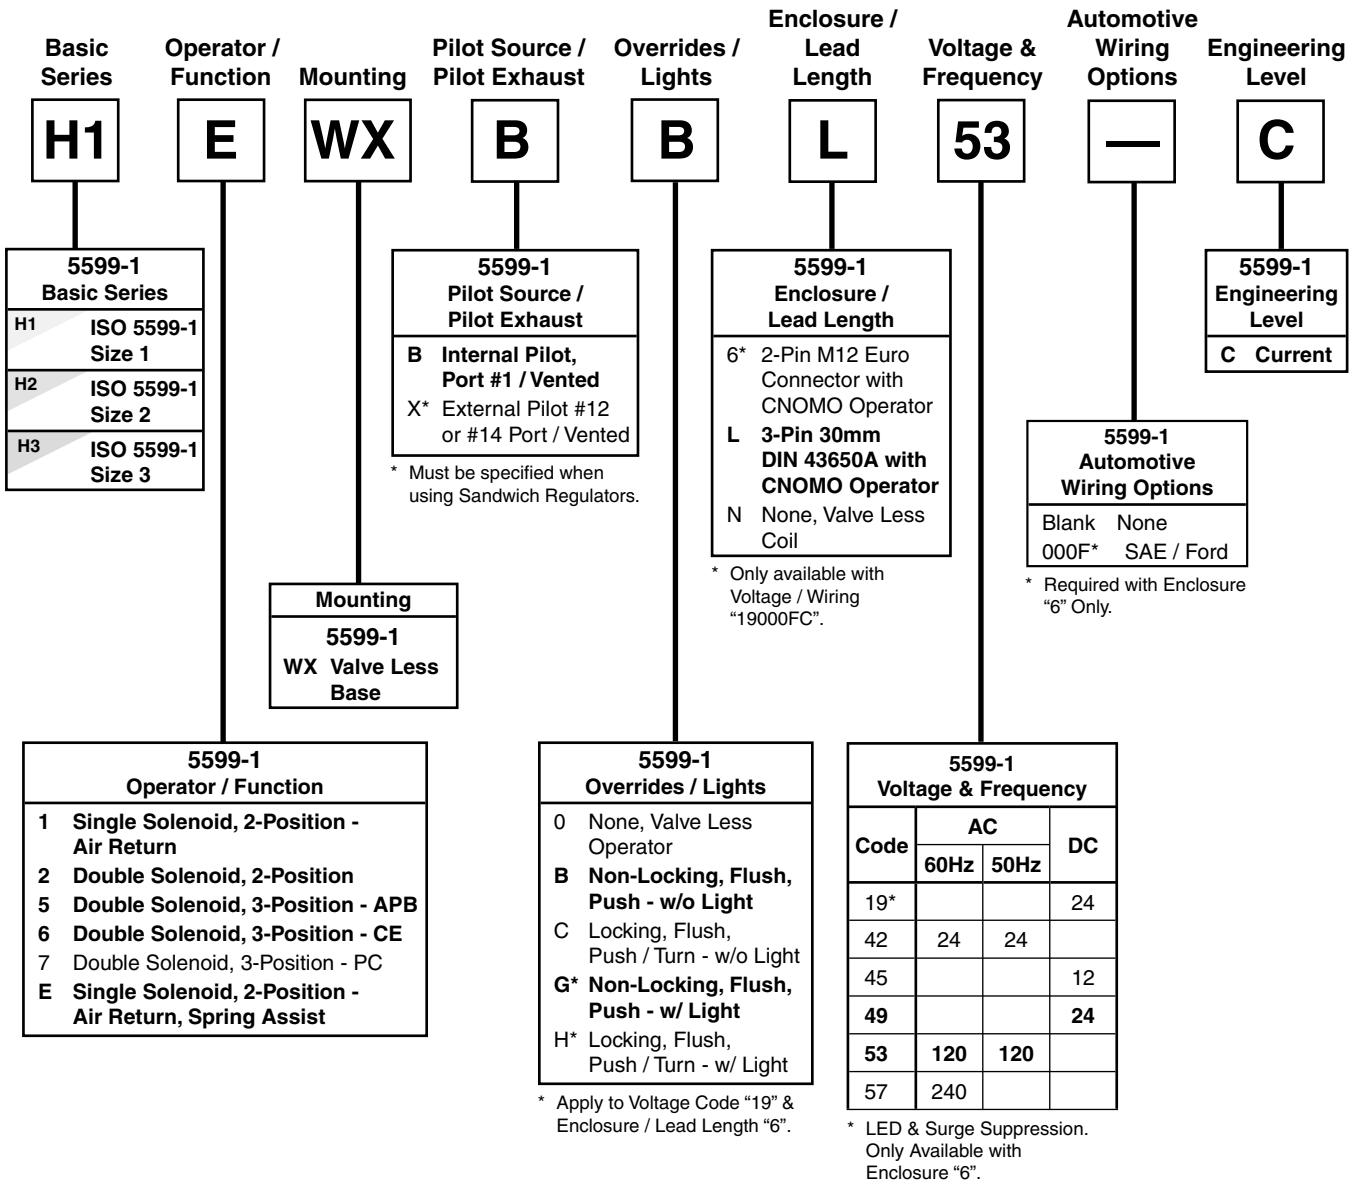 Basic
Series
Operator /
Function
Mounting
Pilot Source /
Pilot Exhaust
Overrides /
Lights
Enclosure /
Lead
Length
Voltage &
Frequency
Automotive
Wiring
Options
Engineering
Level
H1 E WX B B L 53 — C
5599-1
Basic Series
H1 ISO 5599-1
Size 1
H2 ISO 5599-1
Size 2
H3 ISO 5599-1
Size 3
5599-1
Pilot Source /
Pilot Exhaust
B Internal Pilot,
Port #1 / Vented
X* External Pilot #12
or #14 Port / Vented
* Must be specified when
using Sandwich Regulators.
5599-1
Enclosure /
Lead Length
6* 2-Pin M12 Euro
Connector with
CNOMO Operator
L 3-Pin 30mm
DIN 43650A with
CNOMO Operator
N None, Valve Less
Coil
* Only available with
Voltage / Wiring
“19000FC”.
5599-1
Engineering
Level
C Current
5599-1
Automotive
Wiring Options
Blank None
000F* SAE / Ford
* Required with Enclosure
“6” Only.
Mounting
5599-1
WX Valve Less
Base
5599-1
Operator / Function
1 Single Solenoid, 2-Position -
Air Return
2 Double Solenoid, 2-Position
5 Double Solenoid, 3-Position - APB
6 Double Solenoid, 3-Position - CE
7 Double Solenoid, 3-Position - PC
E Single Solenoid, 2-Position -
Air Return, Spring Assist
5599-1
Overrides / Lights
0 None, Valve Less
Operator
B Non-Locking, Flush,
Push - w/o Light
C Locking, Flush,
Push / Turn - w/o Light
G* Non-Locking, Flush,
Push - w/ Light
H* Locking, Flush,
Push / Turn - w/ Light
* Apply to Voltage Code “19” &
Enclosure / Lead Length “6”.
5599-1
Voltage & Frequency
Code AC DC
60Hz 50Hz
19* 24
42 24 24
45 12
49 24
53 120 120
57 240
* LED & Surge Suppression.
Only Available with
Enclosure “6”.